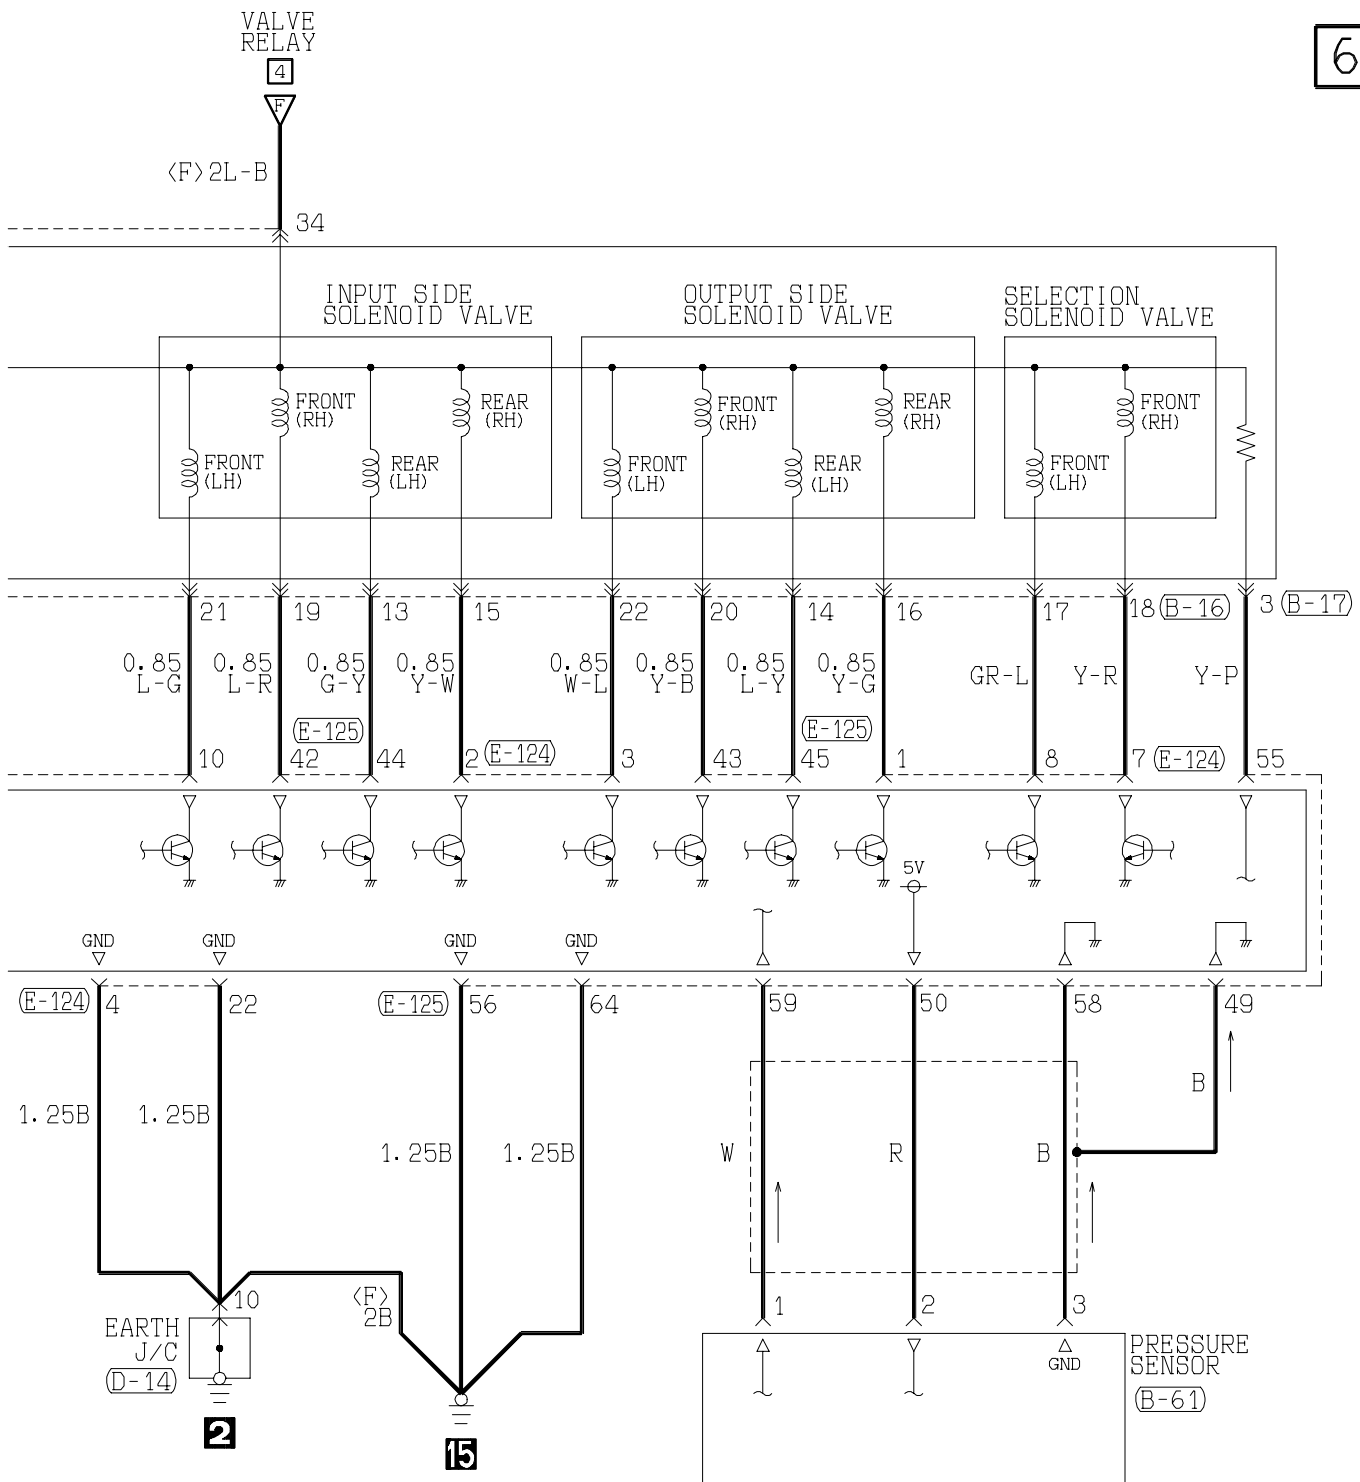 VALVE
RELAY
6
4
F
<F>2L-B
34
INPUT SIDE
SOLENOID VALVE
OUTPUT SIDE
SOLENOID VALVE
SELECTION
SOLENOID VALVE
FRONT
(RH)
REAR
(RH)
FRONT
(RH)
REAR
(RH)
FRONT
(RH)
FRONT
(LH)
REAR
(LH)
FRONT
(LH)
REAR
(LH)
FRONT
(LH)
21 19 13 15 22 20 14 16 17 18 (B-16) 3 (B-17)
0.85 0.85 0.85 0.85 0.85 0.85 0.85 0.85
L-G L-R G-Y Y-W W-L Y-B L-Y Y-G GR-L Y-R Y-P
(E-125) (E-125)
10 42 44 2 (E-124) 3 43 45 1 8 7 (E-124) 55
5V
GND GND GND GND
(E-124) 4 22 (E-125) 56 64 59 50 58 49
B
1.25B 1.25B
1.25B 1.25B W R B
10
<F>
2B
1 2 3
EARTH
J/C
(D-14)
GND
PRESSURE
SENSOR
(B-61)
2
15